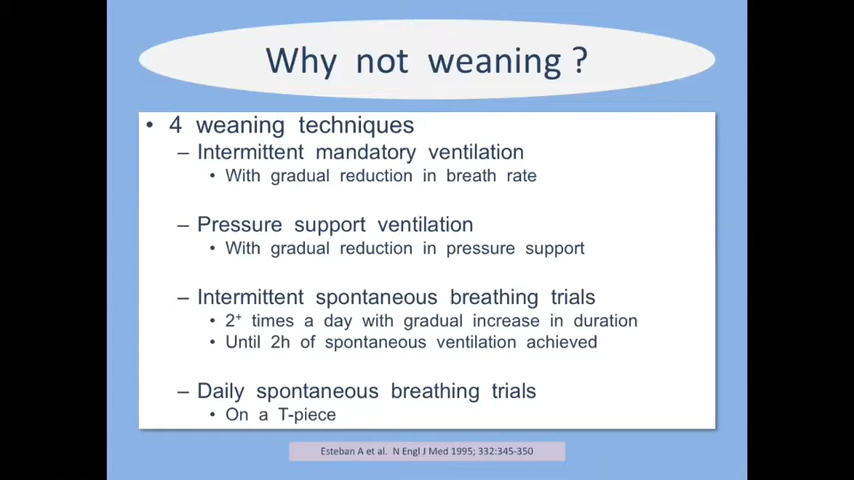 Why not weaning ?
• 4 weaning techniques
– Intermittent mandatory ventilation
• With gradual reduction in breath rate
– Pressure support ventilation
• With gradual reduction in pressure support
– Intermittent spontaneous breathing trials
• 2⁺ times a day with gradual increase in duration
• Until 2h of spontaneous ventilation achieved
– Daily spontaneous breathing trials
• On a T-piece
Esteban A et al. N Engl J Med 1995; 332:345-350